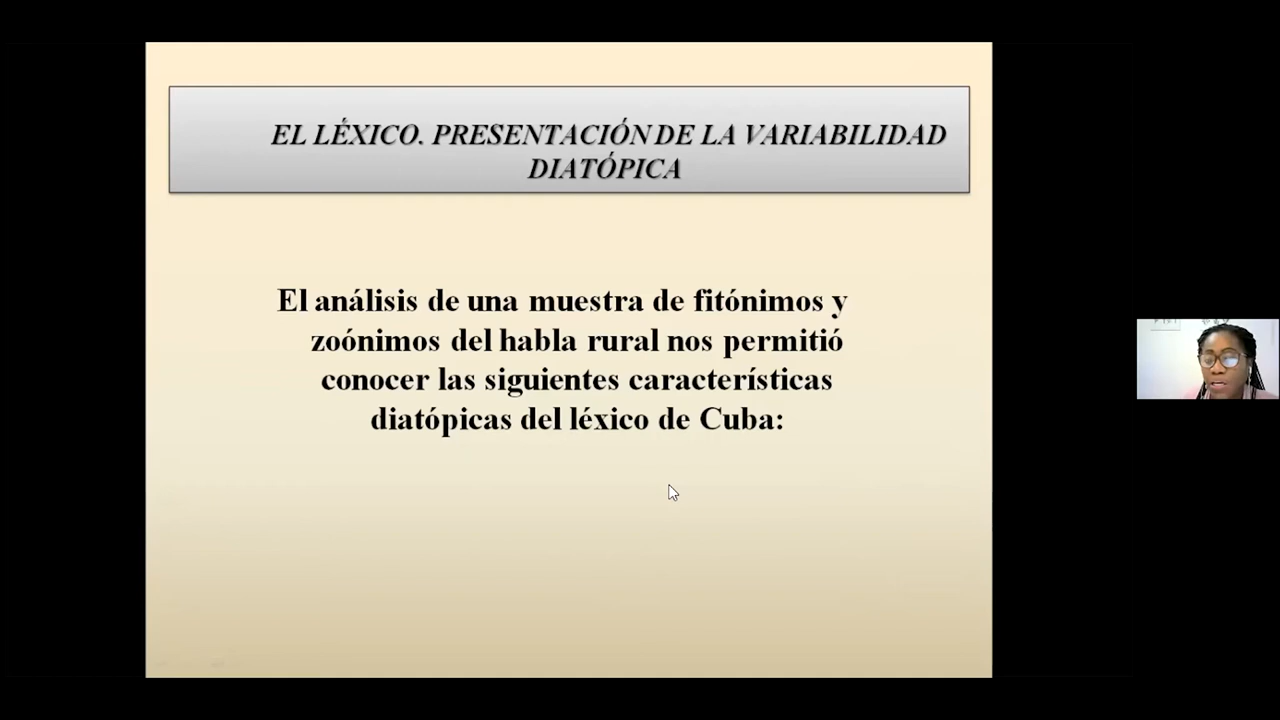 EL LÉXICO. PRESENTACIÓN DE LA VARIABILIDAD
DIATÓPICA
El análisis de una muestra de fitónimos y
zoónimos del habla rural nos permitió
conocer las siguientes características
diatópicas del léxico de Cuba: